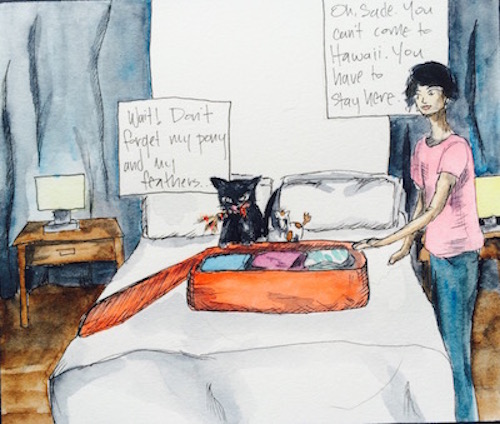 Wait! Don't
forget my pony
and my
feathers...
Oh, Sade. You
can't come to
Hawaii. You
have to
stay here.